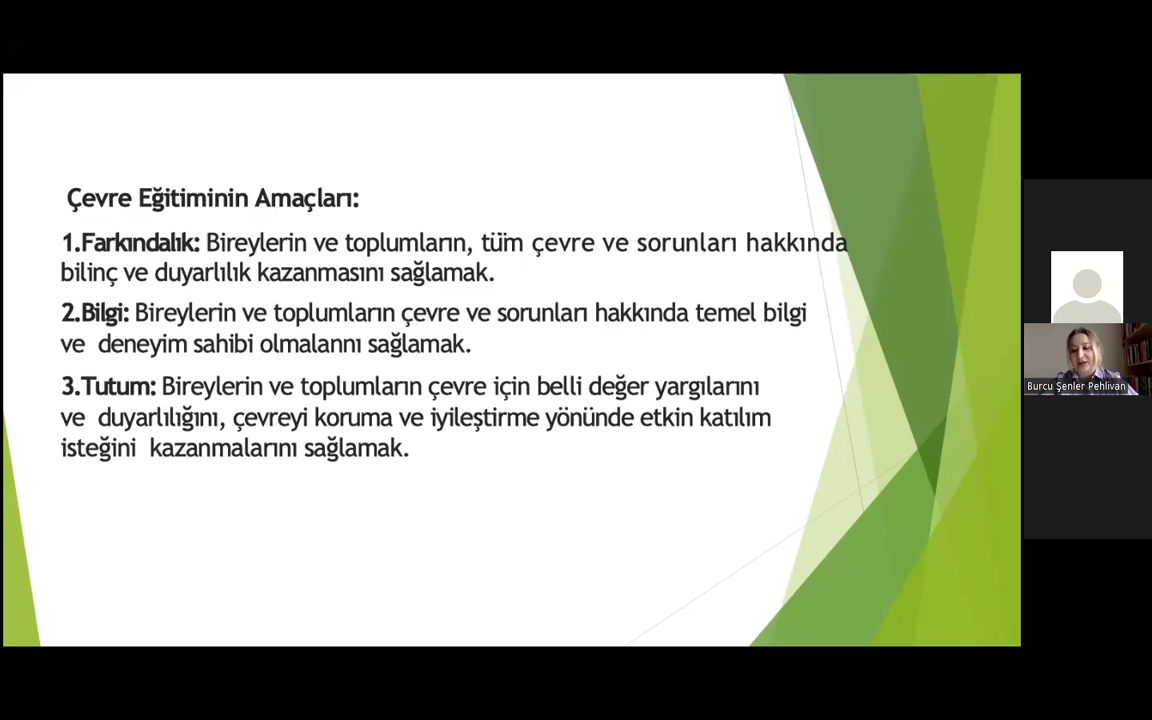 Çevre Eğitiminin Amaçları:
1.Farkındalık: Bireylerin ve toplumların, tüm çevre ve sorunları hakkında
bilinç ve duyarlılık kazanmasını sağlamak.
2.Bilgi: Bireylerin ve toplumların çevre ve sorunları hakkında temel bilgi
ve deneyim sahibi olmalannı sağlamak.
3.Tutum: Bireylerin ve toplumların çevre için belli değer yargılarını
ve duyarlılığını, çevreyi koruma ve iyileştirme yönünde etkin katılım
isteğini kazanmalarını sağlamak.
Burcu Şenler Pehlivan